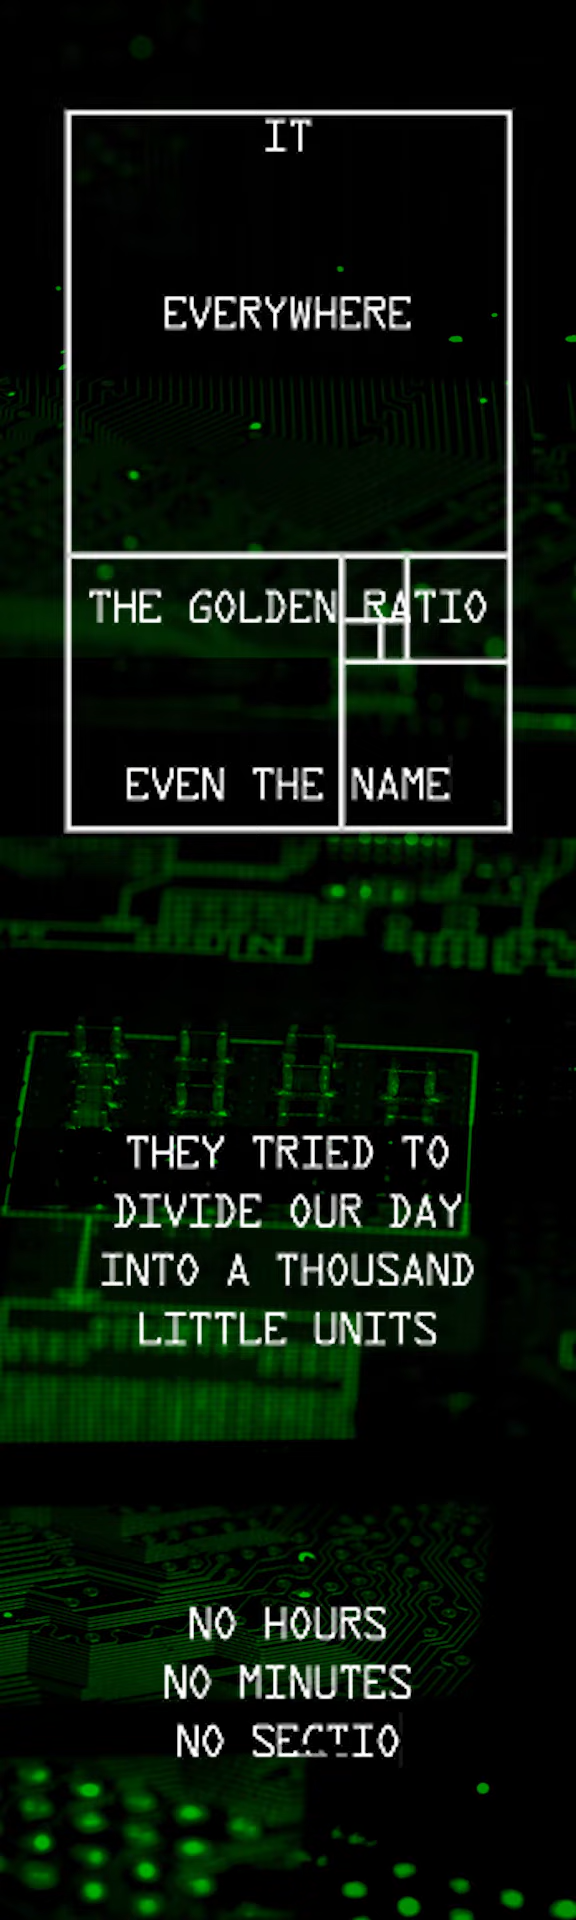 IT
EVERYWHERE
THE GOLDEN RATIO
EVEN THE NAME
THEY TRIED TO
DIVIDE OUR DAY
INTO A THOUSAND
LITTLE UNITS
NO HOURS
NO MINUTES
NO SECTIO